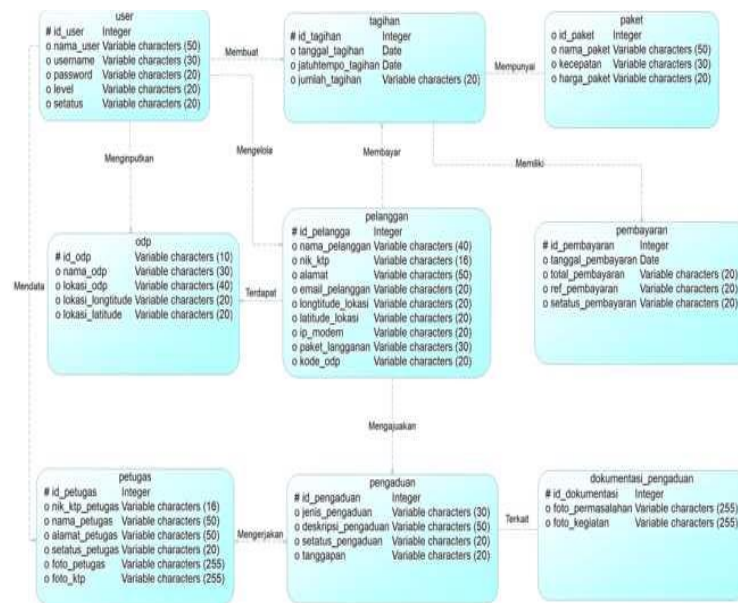 user
# id_user Integer
o nama_user Variable characters (50)
o username Variable characters (30)
o password Variable characters (20)
o level Variable characters (20)
o setatus Variable characters (20)
Membuat
tagihan
# id_tagihan Integer
o tanggal_tagihan Date
o jatuhtempo_tagihan Date
o jumlah_tagihan Variable characters (20)
Mempunyai
paket
o id_paket Integer
o nama_paket Variable characters (50)
o kecepatan Variable characters (30)
o harga_paket Variable characters (20)
Menginputkan
Mengelola
Membayar
Memiliki
odp
# id_odp Variable characters (10)
o nama_odp Variable characters (30)
o lokasi_odp Variable characters (40)
o lokasi_longtitude Variable characters (20)
o lokasi_latitude Variable characters (20)
Mendata
Terdapat
pelanggan
# id_pelangga Integer
o nama_pelanggan Variable characters (40)
o nik_ktp Variable characters (16)
o alamat Variable characters (50)
o email_pelanggan Variable characters (20)
o longtitude_lokasi Variable characters (20)
o latitude_lokasi Variable characters (20)
o ip_modem Variable characters (20)
o paket_langganan Variable characters (30)
o kode_odp Variable characters (20)
pembayaran
# id_pembayaran Integer
o tanggal_pembayaran Date
o total_pembayaran Variable characters (20)
o ref_pembayaran Variable characters (20)
o setatus_pembayaran Variable characters (20)
Mengajuakan
petugas
# id_petugas Integer
o nik_ktp_petugas Variable characters (16)
o nama_petugas Variable characters (50)
o alamat_petugas Variable characters (50)
o setatus_petugas Variable characters (20)
o foto_petugas Variable characters (255)
o foto_ktp Variable characters (255)
Mengerjakan
pengaduan
# id_pengaduan Integer
o jenis_pengaduan Variable characters (30)
o deskripsi_pengaduan Variable characters (50)
o setatus_pengaduan Variable characters (20)
o tanggapan Variable characters (20)
Terkait
dokumentasi_pengaduan
# id_dokumentasi Integer
o foto_permasalahan Variable characters (255)
o foto_kegiatan Variable characters (255)